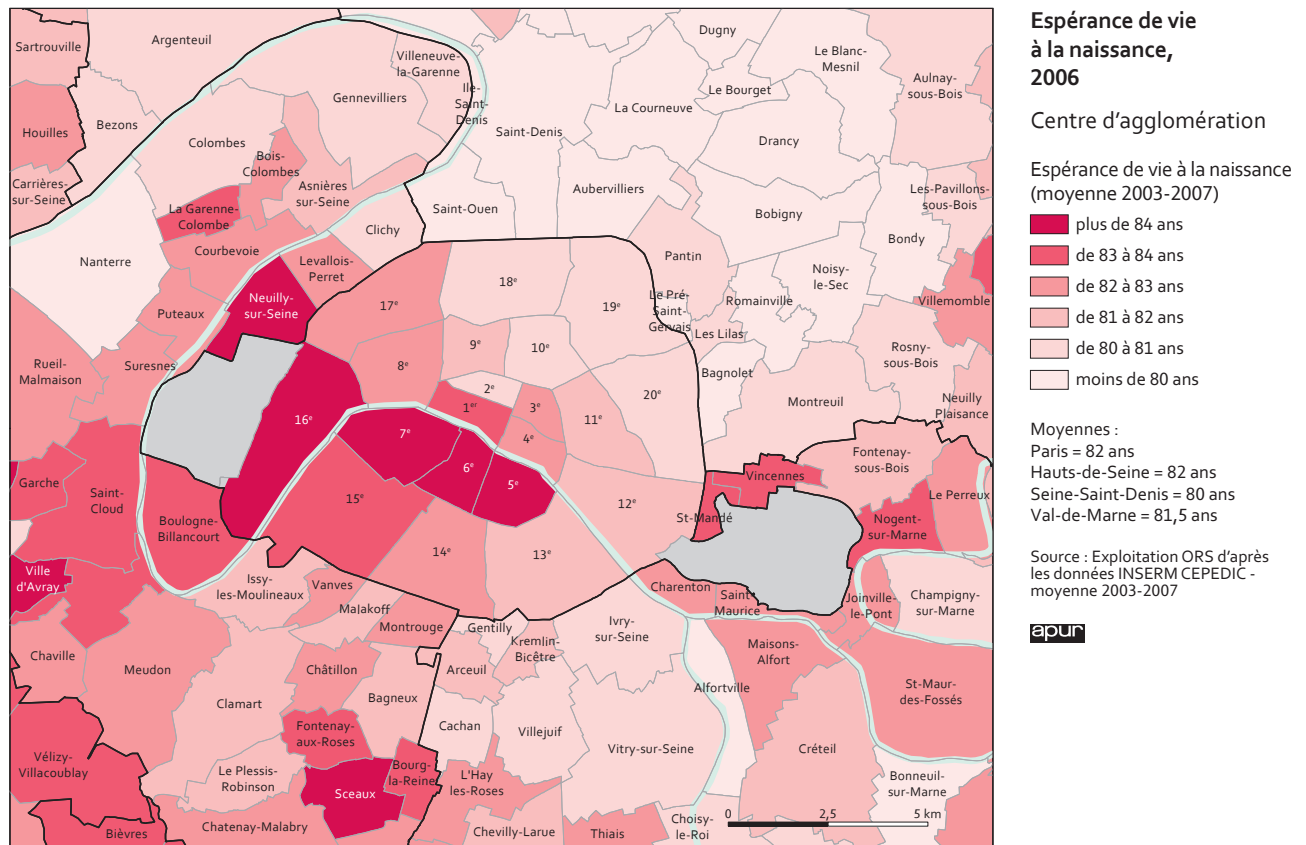 Espérance de vie
à la naissance,
2006
Centre d'agglomération
Espérance de vie à la naissance
(moyenne 2003-2007)
plus de 84 ans
de 83 à 84 ans
de 82 à 83 ans
de 81 à 82 ans
de 80 à 81 ans
moins de 80 ans
Moyennes :
Paris = 82 ans
Hauts-de-Seine = 82 ans
Seine-Saint-Denis = 80 ans
Val-de-Marne = 81,5 ans
Source : Exploitation ORS d'après
les données INSERM CEPEDIC -
moyenne 2003-2007
apur
Sartrouville
Argenteuil
Villeneuve-
la-Garenne
Dugny
Le Blanc-
Mesnil
Aulnay-
sous-Bois
Houilles
Bezons
Gennevilliers
Ile-
Saint-
Denis
La Courneuve
Le Bourget
Saint-Denis
Drancy
Colombes
Bois-
Colombes
Carrières-
sur-Seine
Asnières
sur-Seine
Aubervilliers
Les-Pavillons-
sous-Bois
La Garenne-
Colombe
Saint-Ouen
Bobigny
Clichy
Bondy
Courbevoie
Nanterre
Levallois-
Perret
Pantin
Noisy-
le-Sec
Neuilly-
sur-Seine
Le Pré-
Saint-
Gervais
Romainville
Villemomble
Puteaux
Les Lilas
Rosny-
sous-Bois
Rueil-
Malmaison
Suresnes
Bagnolet
Montreuil
Neuilly
Plaisance
17e
18e
19e
8e
9e
10e
2e
20e
1er
3e
11e
16e
4e
7e
6e
5e
15e
12e
14e
13e
Fontenay-
sous-Bois
Vincennes
Garche
Saint-
Cloud
Le Perreux
Boulogne-
Billancourt
St-Mandé
Nogent-
sur-Marne
Ville
d'Avray
Issy-
les-Moulineaux
Vanves
Malakoff
Montrouge
Charenton
Saint
Maurice
Joinville-
le-Pont
Champigny-
sur-Marne
Gentilly
Kremlin-
Bicêtre
Ivry-
sur-Seine
Chaville
Meudon
Châtillon
Arceuil
Maisons-
Alfort
Clamart
Bagneux
Alfortville
St-Maur-
des-Fossés
Fontenay-
aux-Roses
Cachan
Villejuif
Vitry-sur-Seine
Créteil
Vélizy-
Villacoublay
Le Plessis-
Robinson
Bourg-
la-Reine
L'Hay
les-Roses
Bonneuil-
sur-Marne
Sceaux
Bièvres
Chatenay-Malabry
Chevilly-Larue
Thiais
Choisy-
le-Roi
0
2,5
5 km